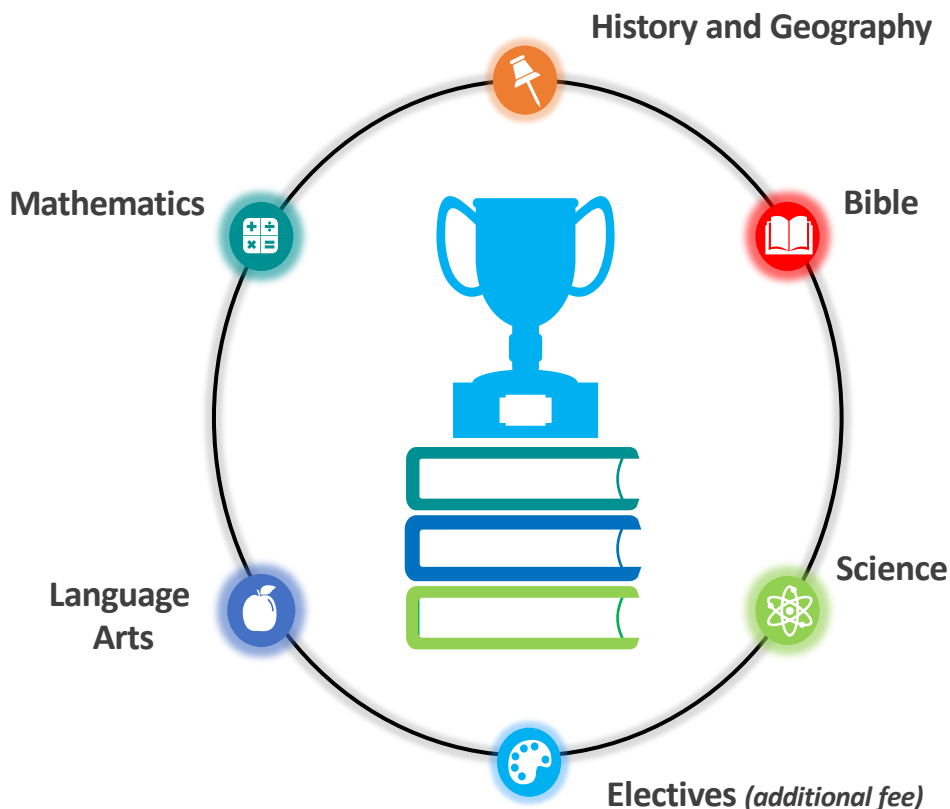 History and Geography
Mathematics
Bible
Science
Language
Arts
Electives (additional fee)